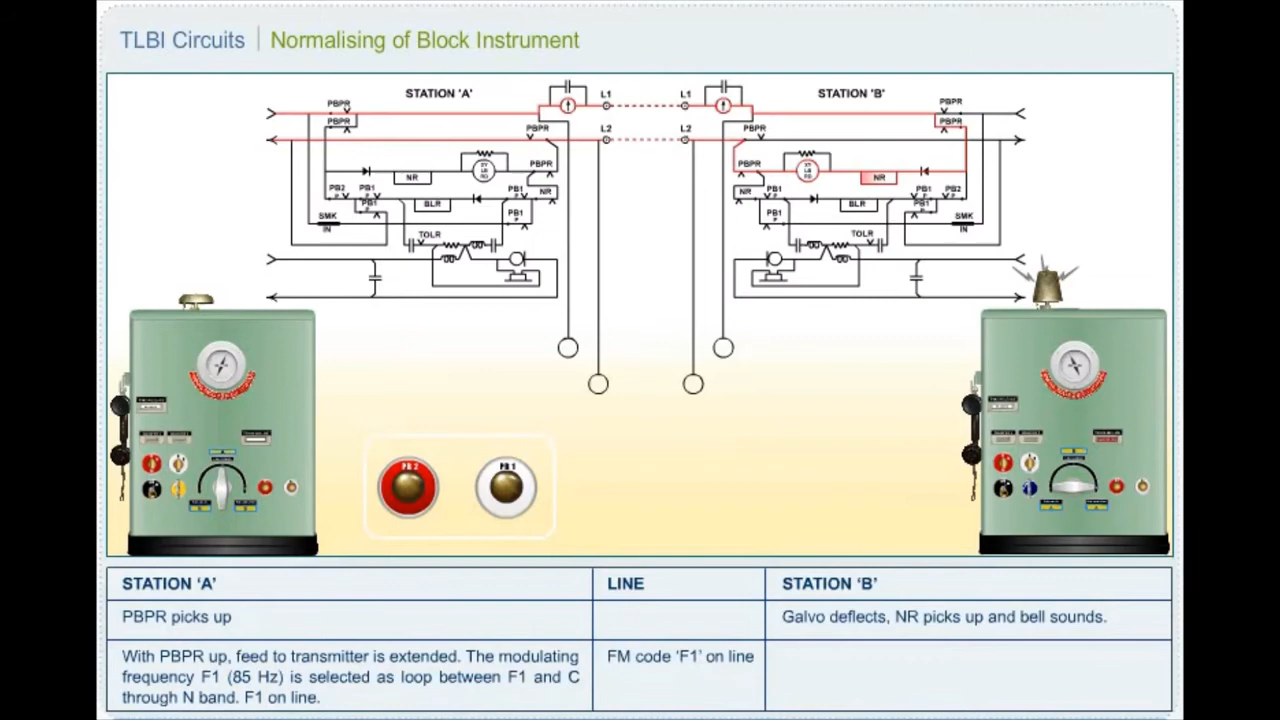 TLBI Circuits | Normalising of Block Instrument
STATION 'A' L1 L1 STATION 'B'
PBPR PBPR
PBPR PBPR
PBPR L2 L2 PBPR
PBPR PBPR
NR NR
PB2 PB1 PB1 NR NR PB1 PB1 PB2
PB1 BLR BLR PB1
SMK PB1 PB1 SMK
IN IN
TOLR TOLR
PB 2 PB 1
STATION 'A' LINE STATION 'B'
PBPR picks up Galvo deflects, NR picks up and bell sounds.
With PBPR up, feed to transmitter is extended. The modulating FM code 'F1' on line
frequency F1 (85 Hz) is selected as loop between F1 and C
through N band. F1 on line.